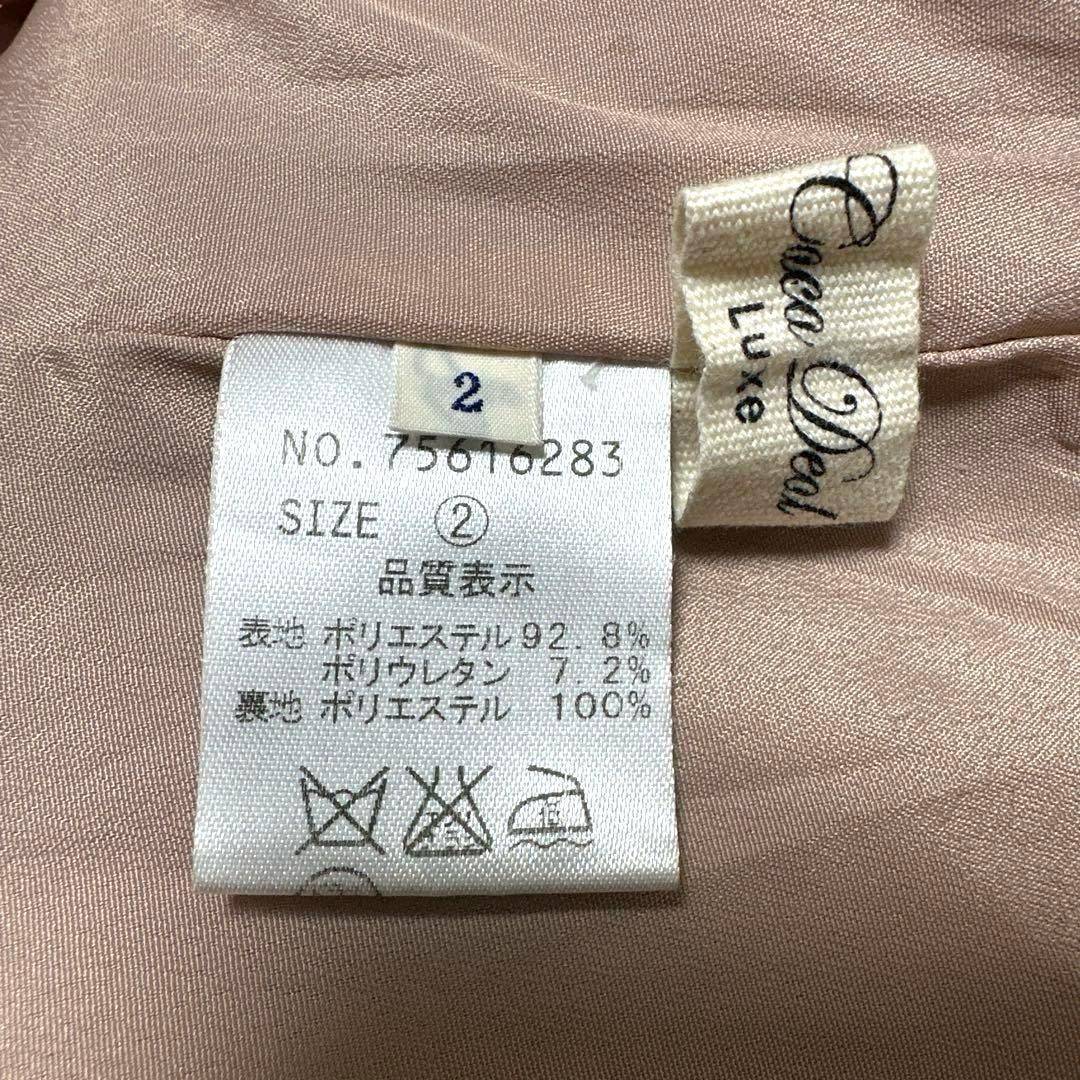 2
NO.75616283
SIZE ②
品質表示
表地 ポリエステル 92.8%
ポリウレタン 7.2%
裏地 ポリエステル 100%
Coco Deal
Luxe